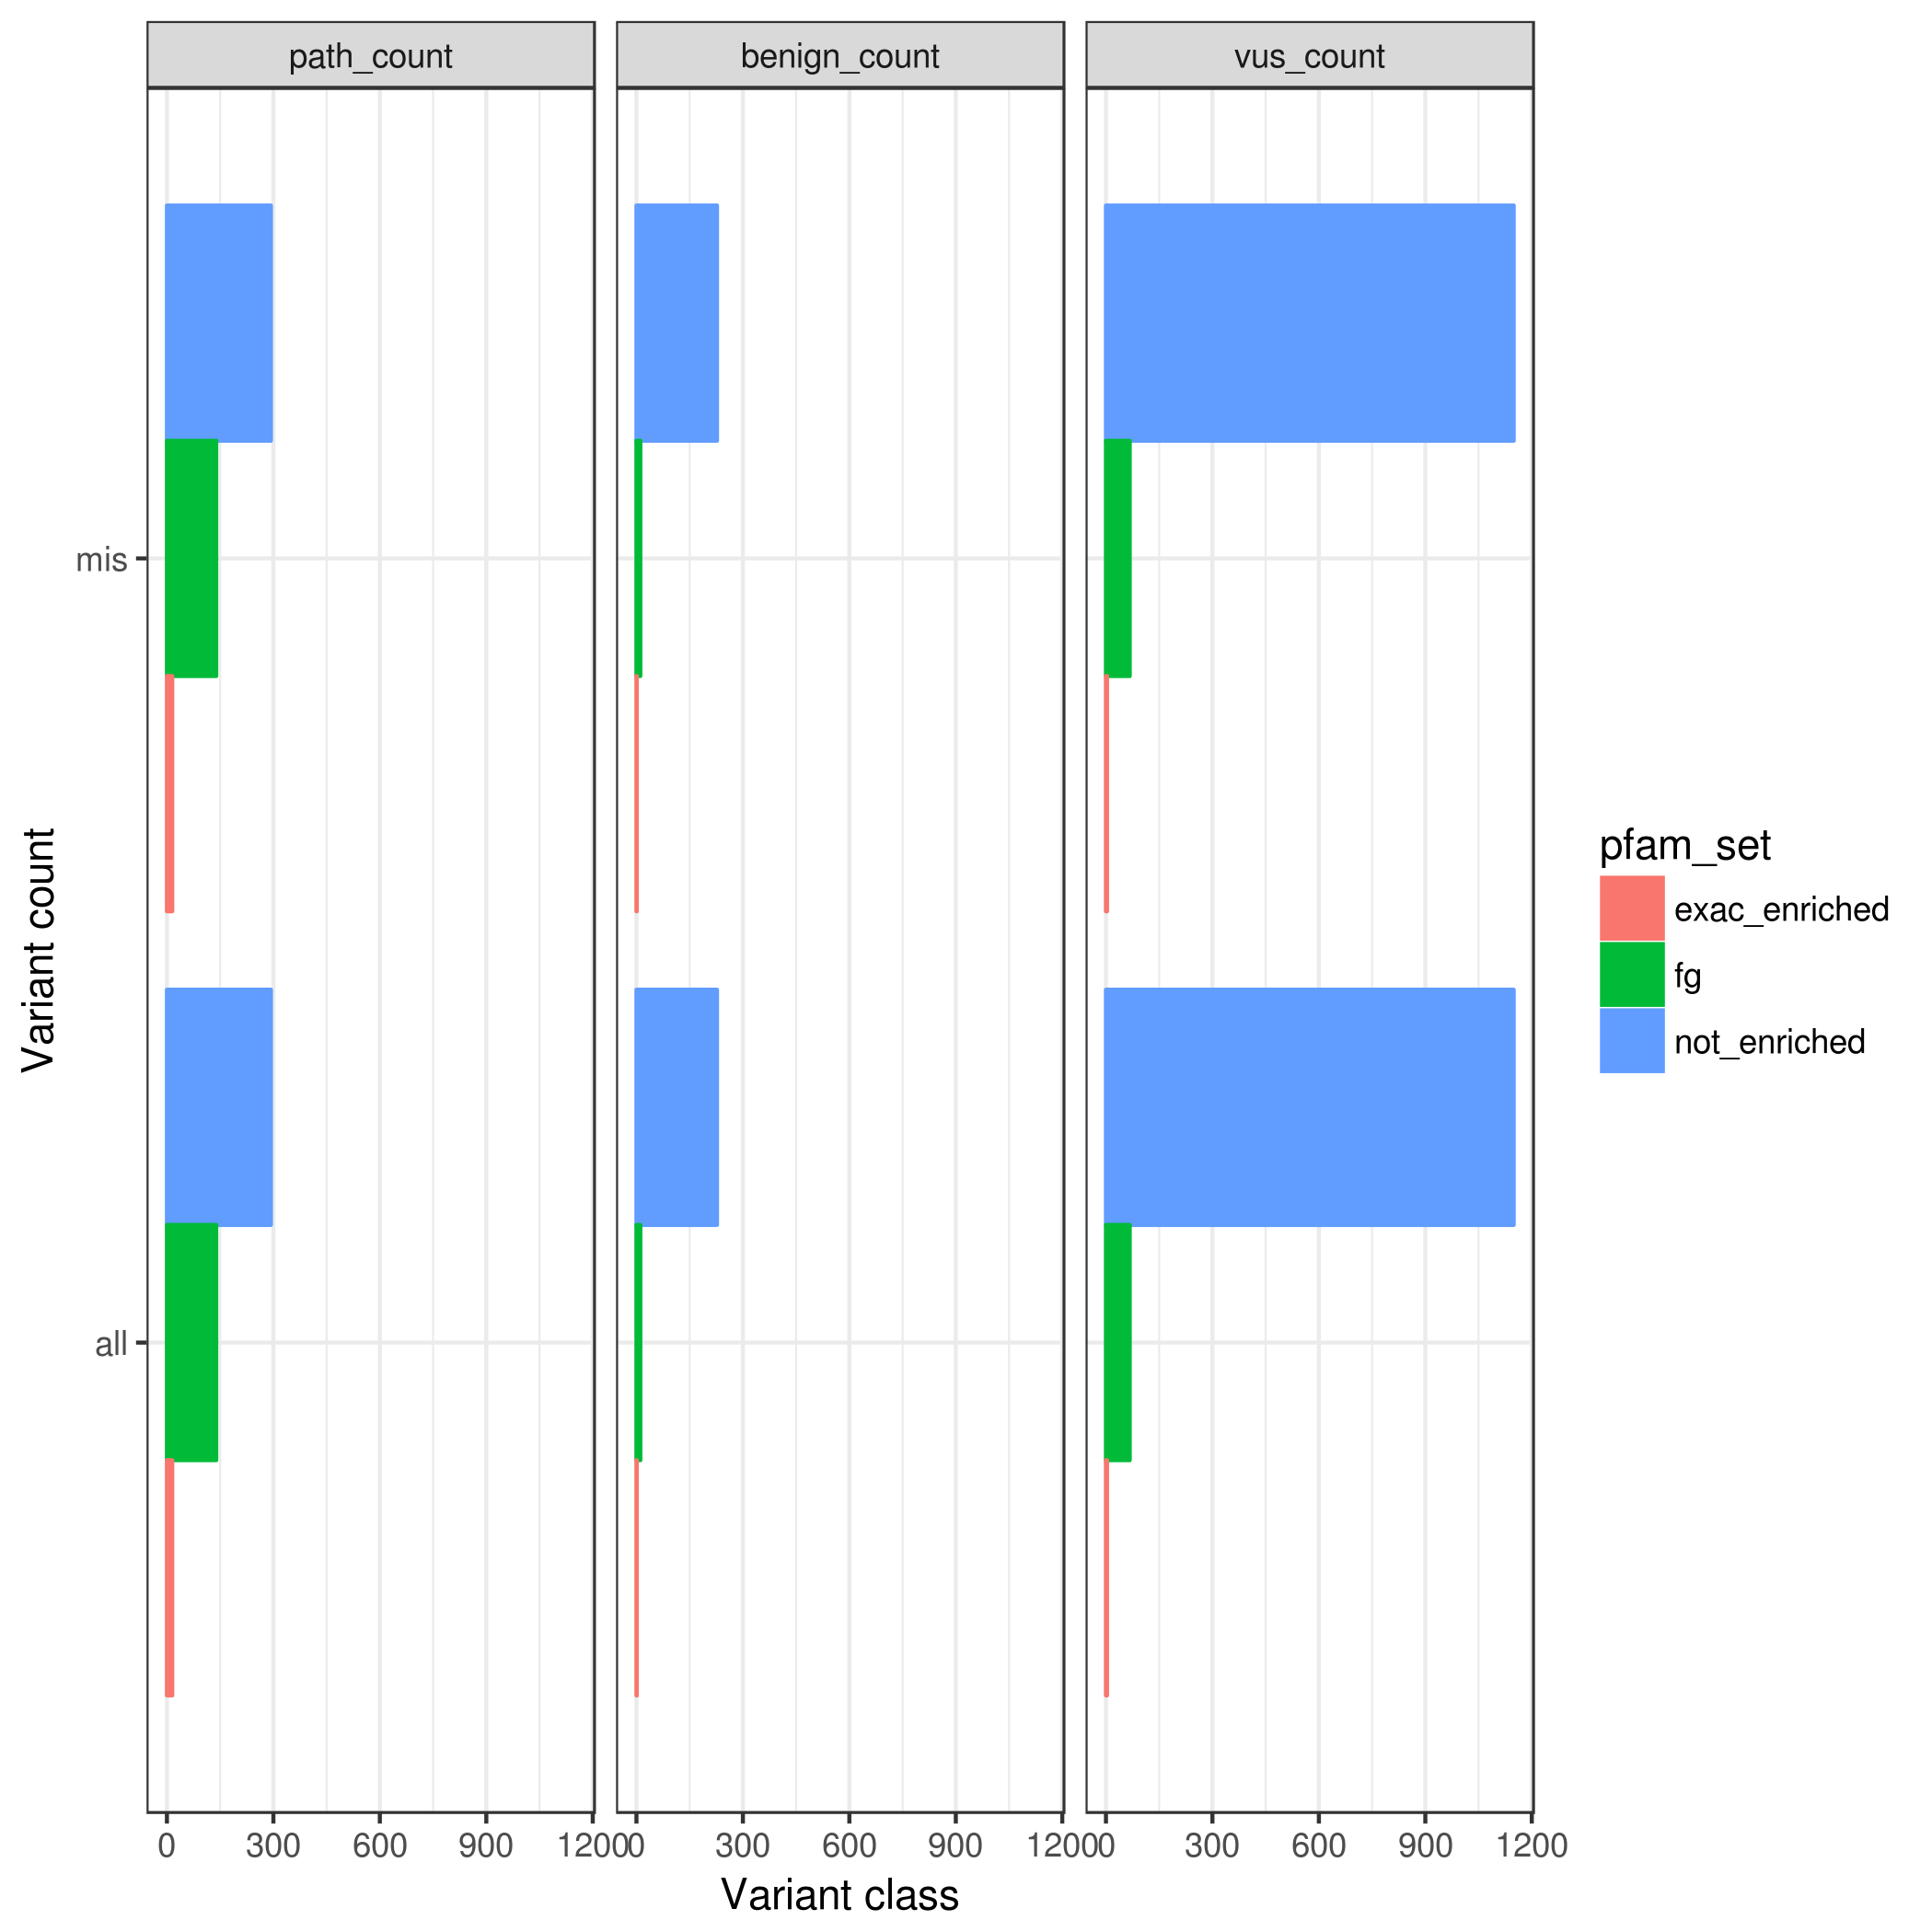 path_count benign_count vus_count
mis
all
Variant count
0 300 600 900 1200
0 300 600 900 1200
0 300 600 900 1200
Variant class
pfam_set
exac_enriched
fg
not_enriched